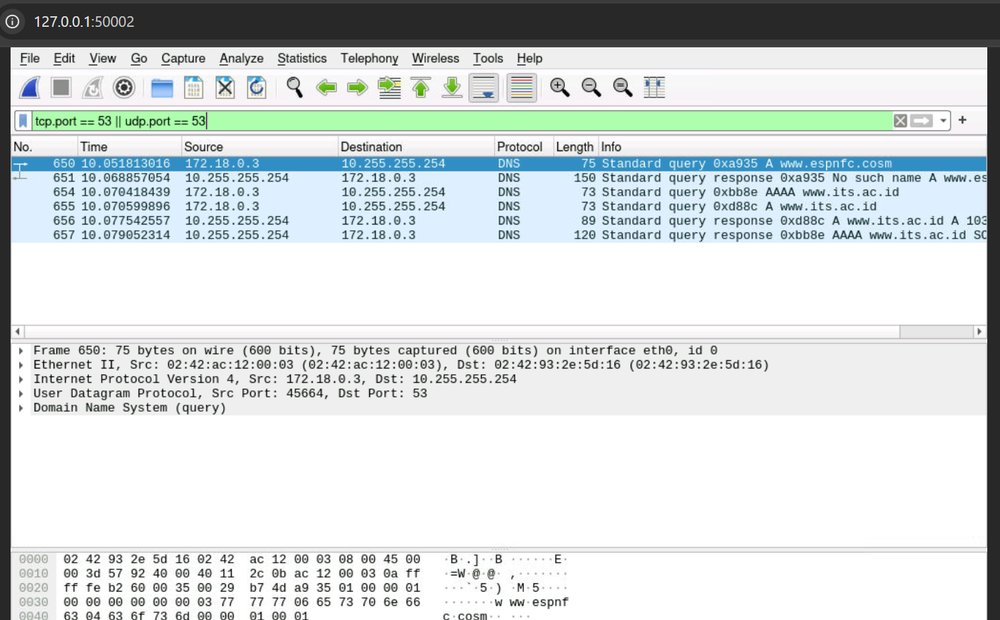 127.0.0.1:50002
File Edit View Go Capture Analyze Statistics Telephony Wireless Tools Help
tcp.port == 53 || udp.port == 53
No. Time Source Destination Protocol Length Info
650 10.051813016 172.18.0.3 10.255.255.254 DNS 75 Standard query 0xa935 A www.espnfc.cosm
651 10.068857054 10.255.255.254 172.18.0.3 DNS 150 Standard query response 0xa935 No such name A www.es
654 10.070418439 172.18.0.3 10.255.255.254 DNS 73 Standard query 0xbb8e AAAA www.its.ac.id
655 10.070599896 172.18.0.3 10.255.255.254 DNS 73 Standard query 0xd88c A www.its.ac.id
656 10.077542557 10.255.255.254 172.18.0.3 DNS 89 Standard query response 0xd88c A www.its.ac.id A 103
657 10.079052314 10.255.255.254 172.18.0.3 DNS 120 Standard query response 0xbb8e AAAA www.its.ac.id SO
Frame 650: 75 bytes on wire (600 bits), 75 bytes captured (600 bits) on interface eth0, id 0
Ethernet II, Src: 02:42:ac:12:00:03 (02:42:ac:12:00:03), Dst: 02:42:93:2e:5d:16 (02:42:93:2e:5d:16)
Internet Protocol Version 4, Src: 172.18.0.3, Dst: 10.255.255.254
User Datagram Protocol, Src Port: 45664, Dst Port: 53
Domain Name System (query)
0000 02 42 93 2e 5d 16 02 42 ac 12 00 03 08 00 45 00 ·B·.]··B ······E·
0010 00 3d 57 92 40 00 40 11 2c 0b ac 12 00 03 0a ff ·=W·@·@· ,·······
0020 ff fe b2 60 00 35 00 29 b7 4d a9 35 01 00 00 01 ···`·5·) ·M·5····
0030 00 00 00 00 00 00 03 77 77 77 06 65 73 70 6e 66 ·······w ww·espnf
0040 63 04 63 6f 73 6d 00 00 01 00 01 c·cosm·· ···